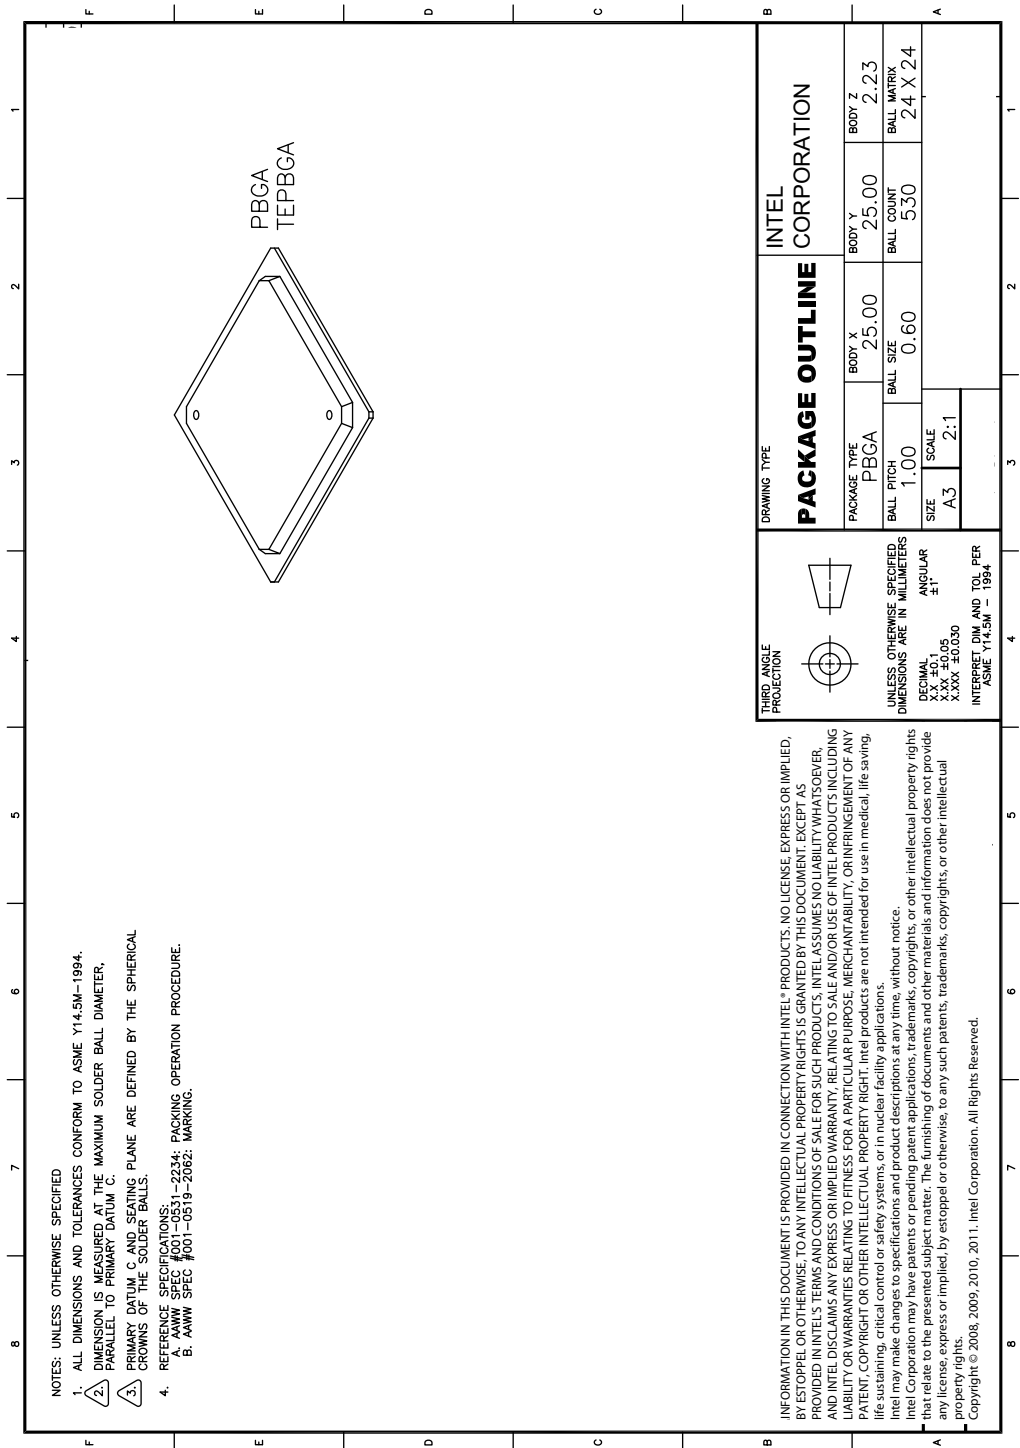 8
7
6
5
4
3
2
1
F
E
D
C
B
A
NOTES: UNLESS OTHERWISE SPECIFIED
1. ALL DIMENSIONS AND TOLERANCES CONFORM TO ASME Y14.5M-1994.
2. DIMENSION IS MEASURED AT THE MAXIMUM SOLDER BALL DIAMETER,
PARALLEL TO PRIMARY DATUM C.
3. PRIMARY DATUM C AND SEATING PLANE ARE DEFINED BY THE SPHERICAL
CROWNS OF THE SOLDER BALLS.
4. REFERENCE SPECIFICATIONS:
A. AAWW SPEC #001-0531-2234: PACKING OPERATION PROCEDURE.
B. AAWW SPEC #001-0519-2062: MARKING.
PBGA
TEPBGA
INFORMATION IN THIS DOCUMENT IS PROVIDED IN CONNECTION WITH INTEL® PRODUCTS. NO LICENSE, EXPRESS OR IMPLIED,
BY ESTOPPEL OR OTHERWISE, TO ANY INTELLECTUAL PROPERTY RIGHTS IS GRANTED BY THIS DOCUMENT. EXCEPT AS
PROVIDED IN INTEL'S TERMS AND CONDITIONS OF SALE FOR SUCH PRODUCTS, INTEL ASSUMES NO LIABILITY WHATSOEVER,
AND INTEL DISCLAIMS ANY EXPRESS OR IMPLIED WARRANTY, RELATING TO SALE AND/OR USE OF INTEL PRODUCTS INCLUDING
LIABILITY OR WARRANTIES RELATING TO FITNESS FOR A PARTICULAR PURPOSE, MERCHANTABILITY, OR INFRINGEMENT OF ANY
PATENT, COPYRIGHT OR OTHER INTELLECTUAL PROPERTY RIGHT. Intel products are not intended for use in medical, life saving,
life sustaining, critical control or safety systems, or in nuclear facility applications.
Intel may make changes to specifications and product descriptions at any time, without notice.
Intel Corporation may have patents or pending patent applications, trademarks, copyrights, or other intellectual property rights
that relate to the presented subject matter. The furnishing of documents and other materials and information does not provide
any license, express or implied, by estoppel or otherwise, to any such patents, trademarks, copyrights, or other intellectual
property rights.
Copyright © 2008, 2009, 2010, 2011. Intel Corporation. All Rights Reserved.
THIRD ANGLE
PROJECTION
UNLESS OTHERWISE SPECIFIED
DIMENSIONS ARE IN MILLIMETERS
DECIMAL ANGULAR
X.X ±0.1 ±1°
X.XX ±0.05
X.XXX ±0.030
INTERPRET DIM AND TOL PER
ASME Y14.5M - 1994
DRAWING TYPE
PACKAGE OUTLINE
INTEL
CORPORATION
PACKAGE TYPE BODY X BODY Y BODY Z
PBGA 25.00 25.00 2.23
BALL PITCH BALL SIZE BALL COUNT BALL MATRIX
1.00 0.60 530 24 X 24
SIZE SCALE
A3 2:1
8
7
6
5
4
3
2
1
F
E
D
C
B
A